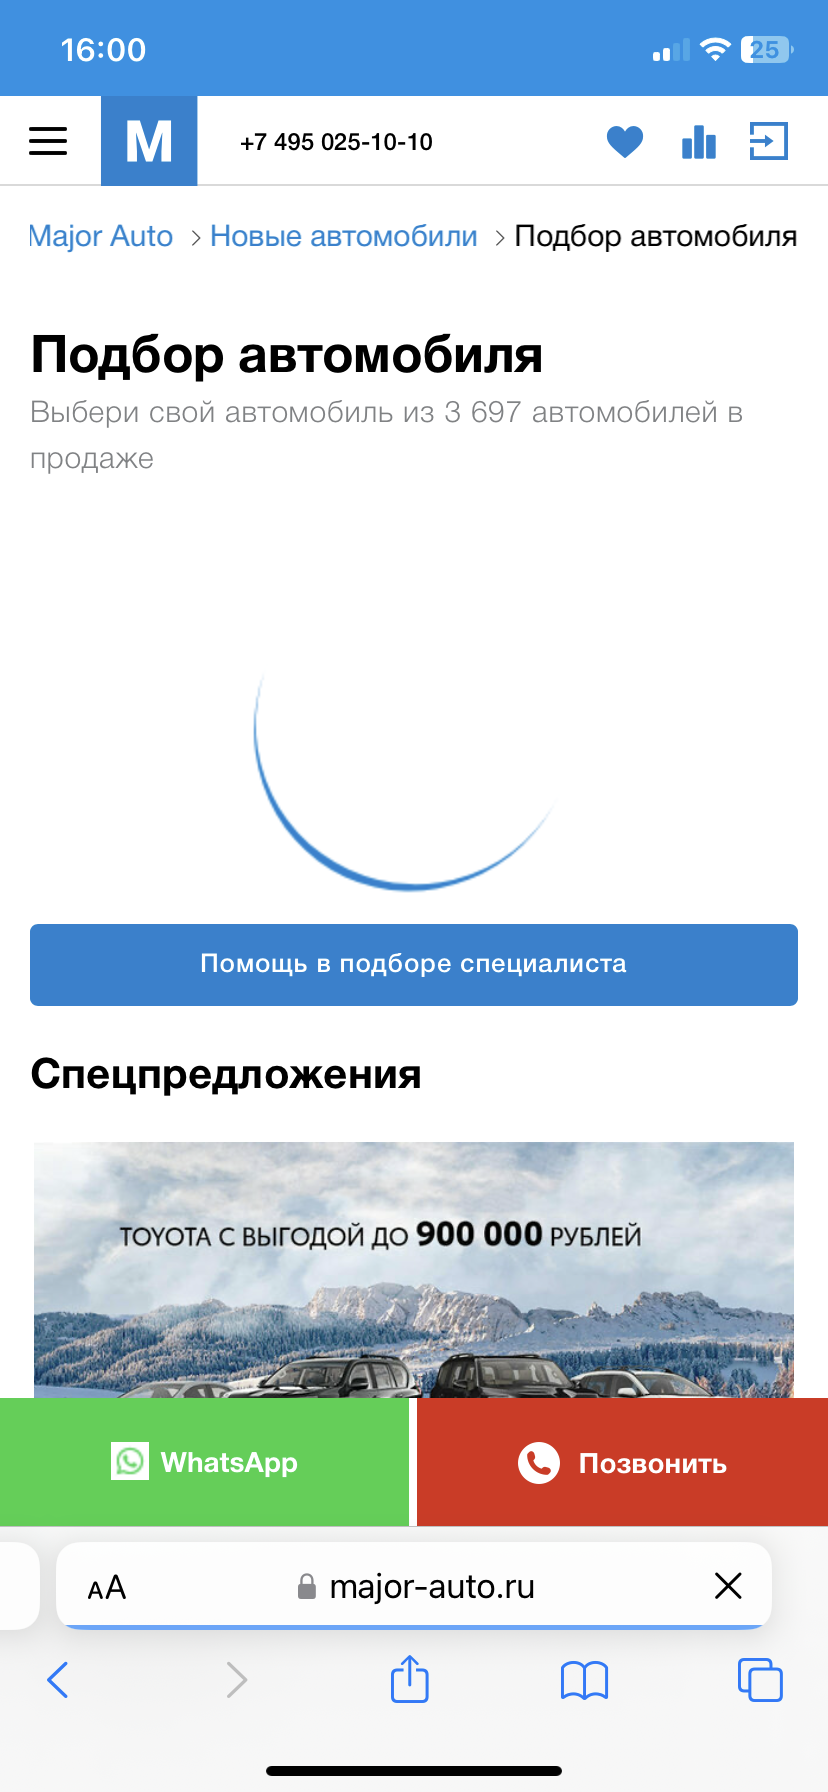 16:00
25
M
+7 495 025-10-10
Major Auto > Новые автомобили > Подбор автомобиля
Подбор автомобиля
Выбери свой автомобиль из 3 697 автомобилей в
продаже
Помощь в подборе специалиста
Спецпредложения
TOYOTA С ВЫГОДОЙ ДО 900 000 РУБЛЕЙ
WhatsApp
Позвонить
AA
major-auto.ru